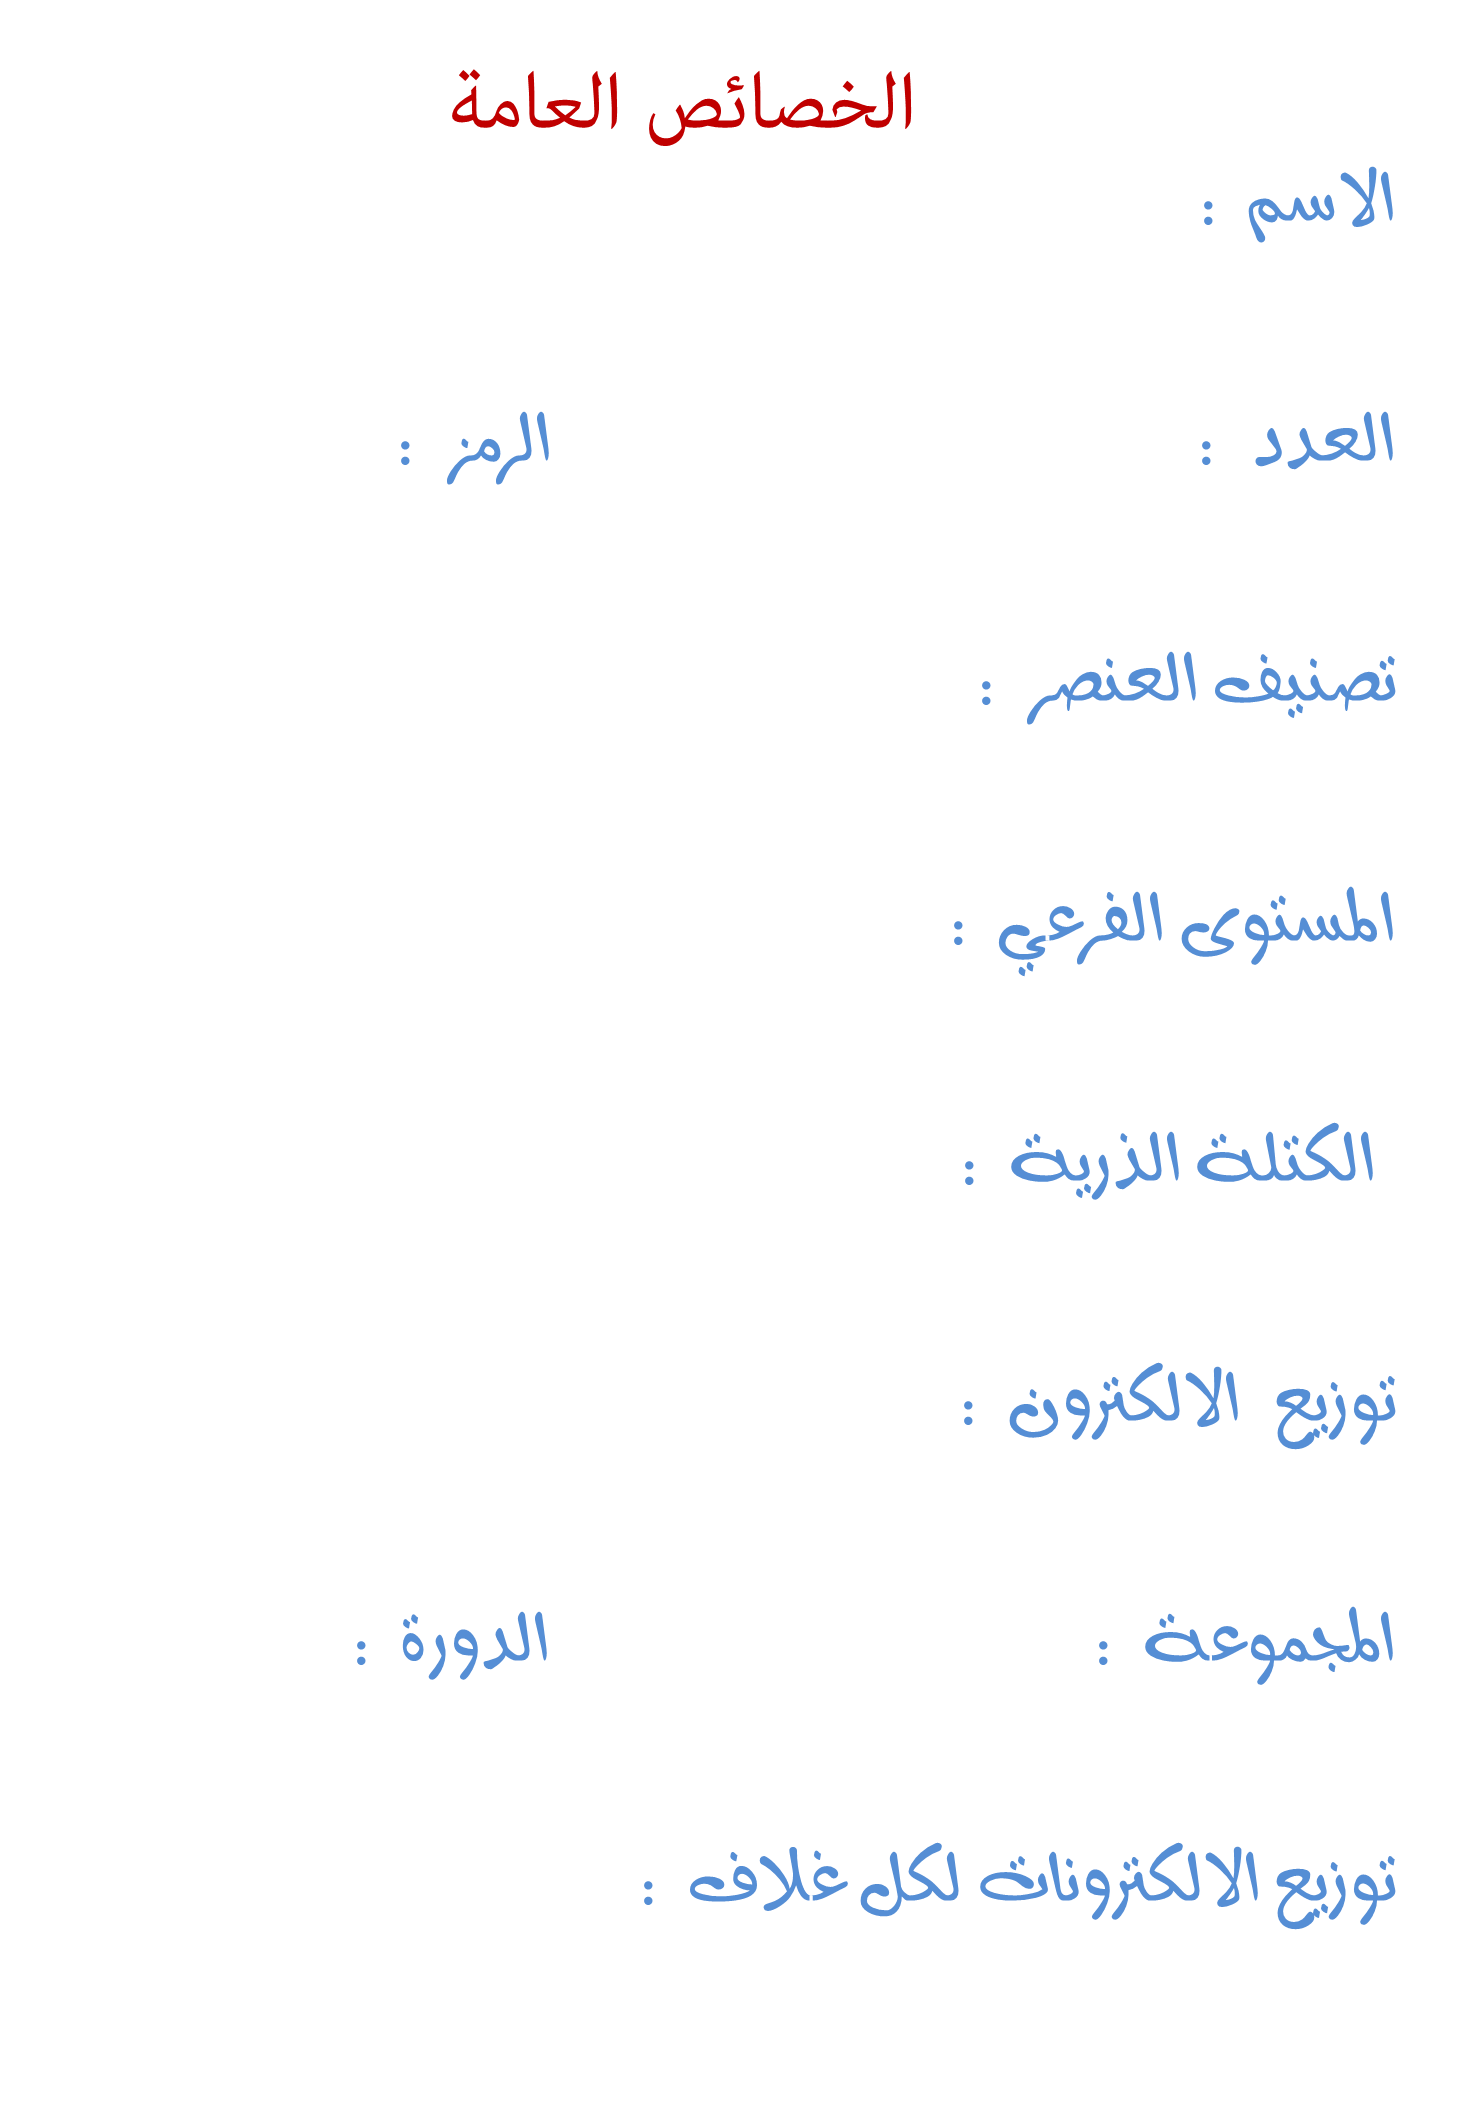 الخصائص العامة
الاسم :
العدد : الرمز :
تصنيف العنصر :
المستوى الفرعي :
الكتلة الذرية :
توزيع الالكترون :
المجموعة : الدورة :
توزيع الالكترونات لكل غلاف :